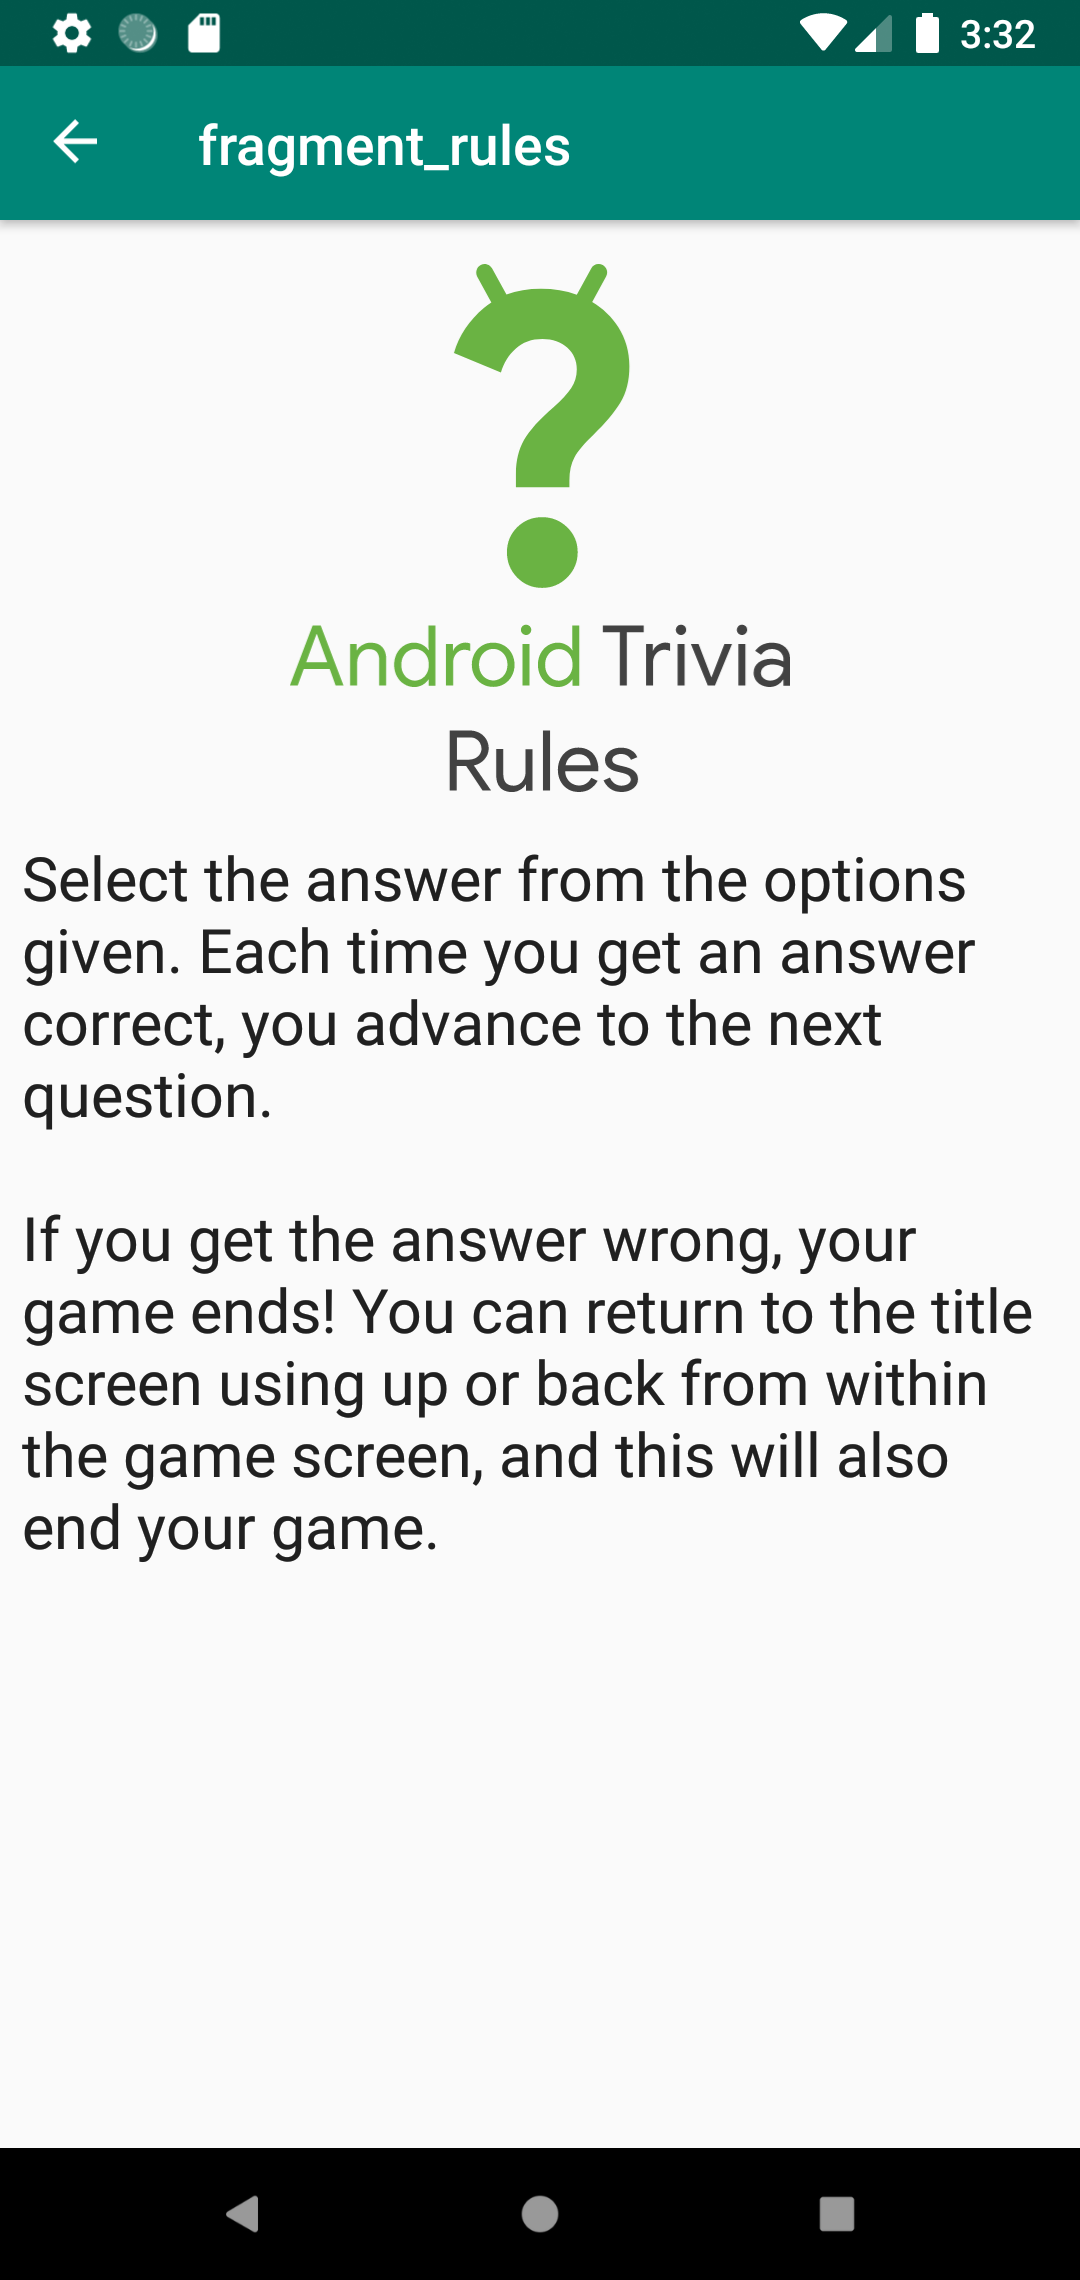 3:32
fragment_rules
Android Trivia
Rules
Select the answer from the options
given. Each time you get an answer
correct, you advance to the next
question.
If you get the answer wrong, your
game ends! You can return to the title
screen using up or back from within
the game screen, and this will also
end your game.